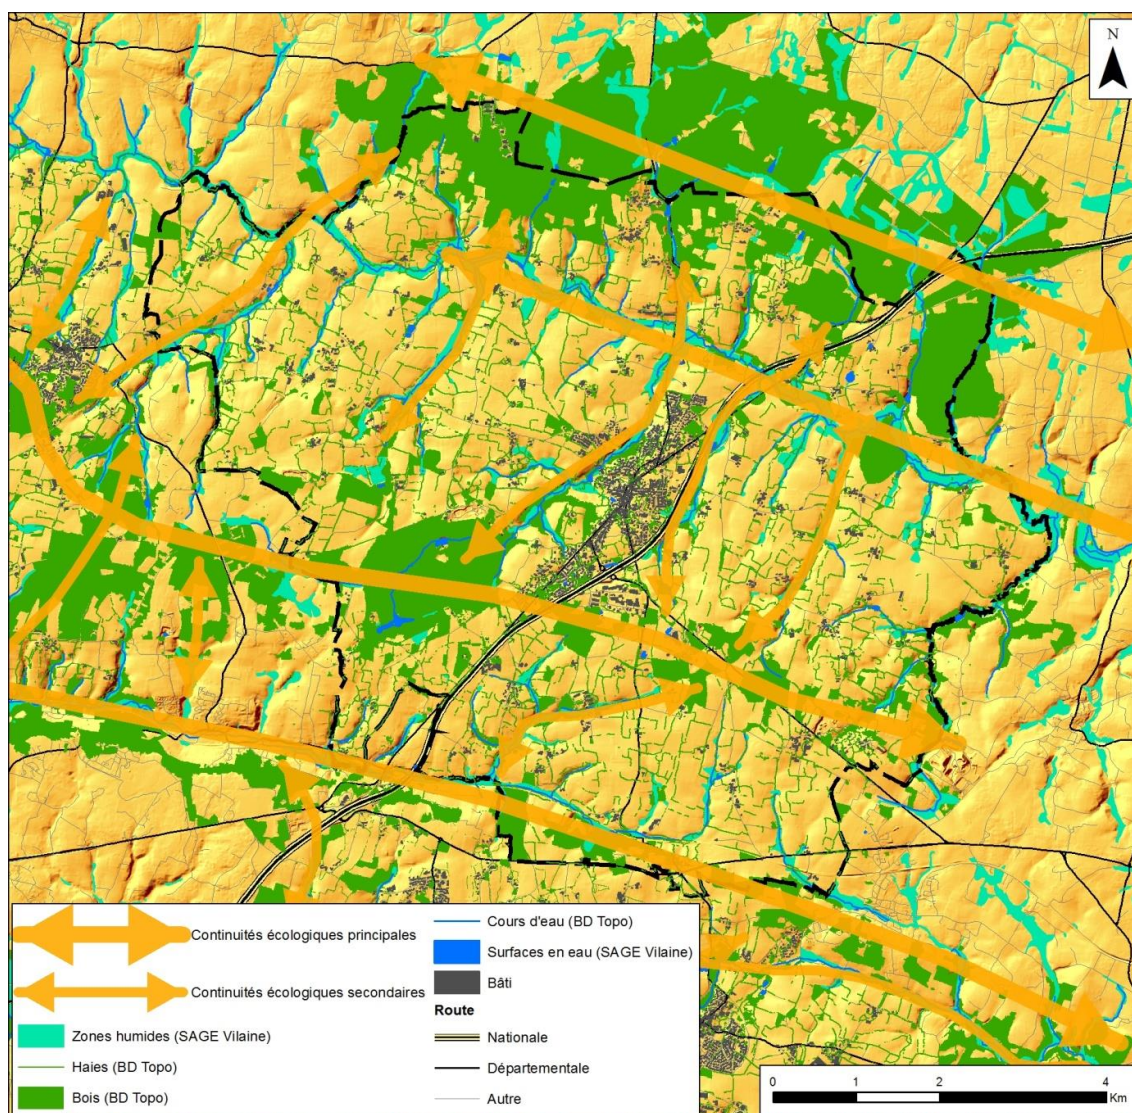 N
Continuités écologiques principales
Continuités écologiques secondaires
Zones humides (SAGE Vilaine)
Haies (BD Topo)
Bois (BD Topo)
Cours d'eau (BD Topo)
Surfaces en eau (SAGE Vilaine)
Bâti
Route
Nationale
Départementale
Autre
0 1 2 4
Km